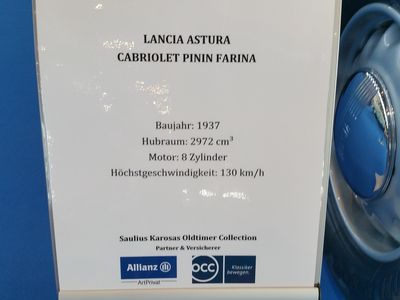 LANCIA ASTURA
CABRIOLET PININ FARINA
Baujahr: 1937
Hubraum: 2972 cm³
Motor: 8 Zylinder
Höchstgeschwindigkeit: 130 km/h
Saulius Karosas Oldtimer Collection
Partner & Versicherer
Allianz
ArtPrivat
OCC
Klassiker
bewegen.